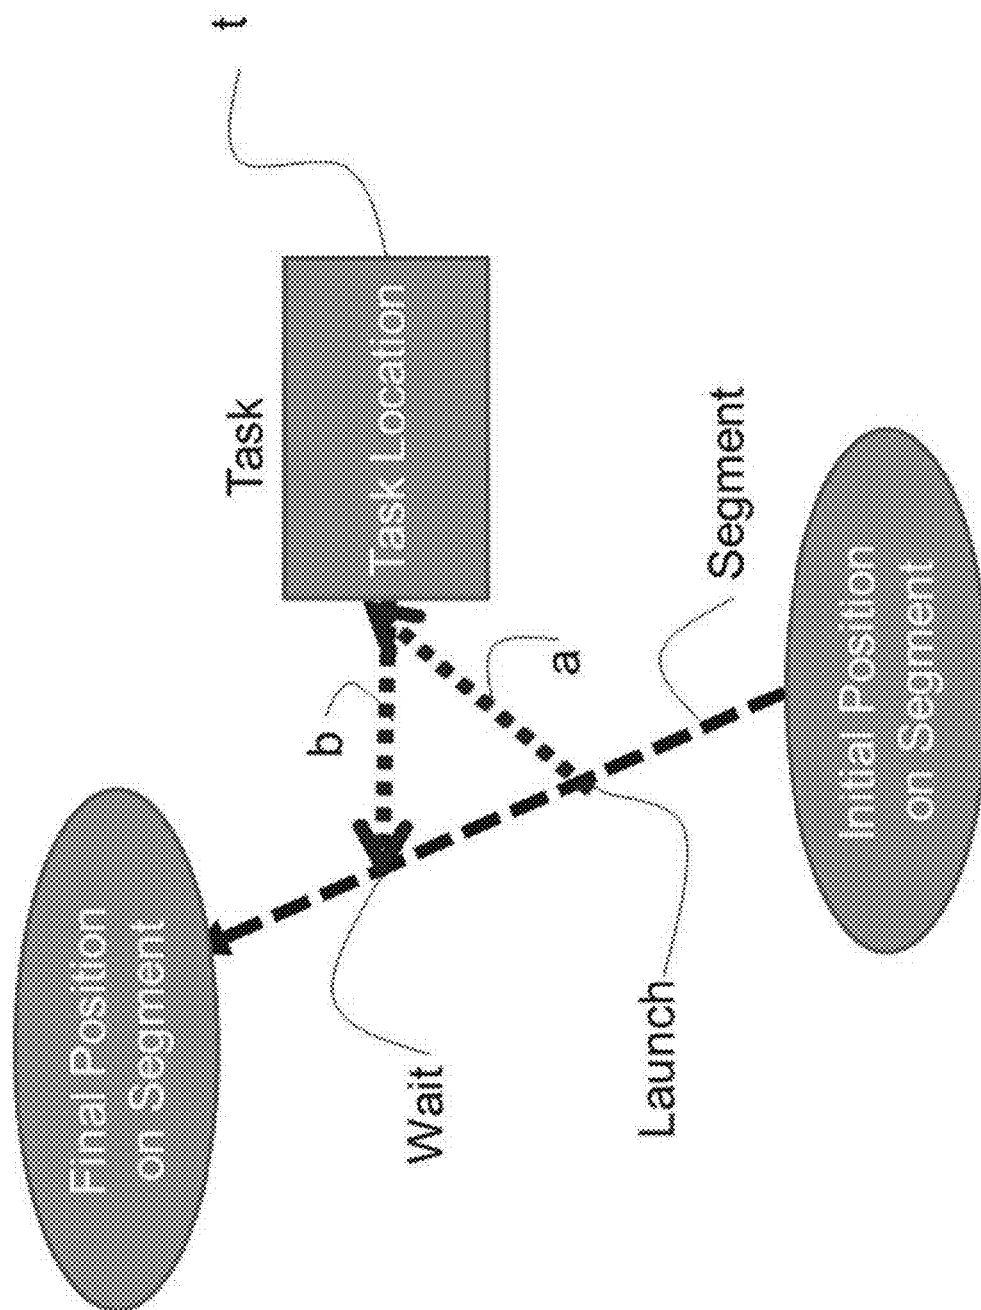 Final Position
on Segment
Wait
Launch
b
a
Task
Task Location
t
Segment
Initial Position
on Segment